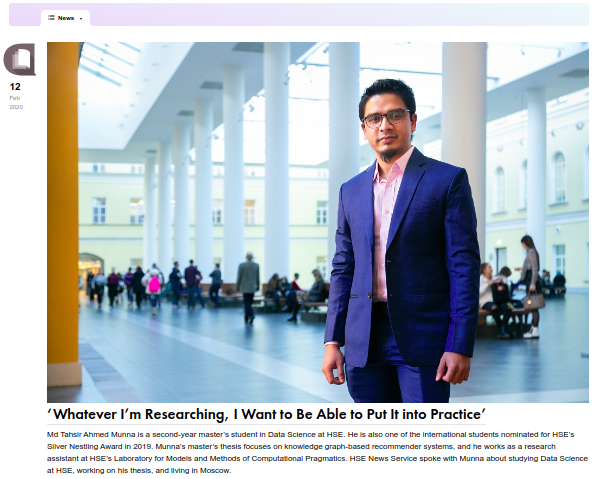 News
12
Feb
2020
‘Whatever I’m Researching, I Want to Be Able to Put It into Practice’
Md Tahsir Ahmed Munna is a second-year master’s student in Data Science at HSE. He is also one of the international students nominated for HSE’s
Silver Nestling Award in 2019. Munna’s master’s thesis focuses on knowledge graph-based recommender systems, and he works as a research
assistant at HSE’s Laboratory for Models and Methods of Computational Pragmatics. HSE News Service spoke with Munna about studying Data Science
at HSE, working on his thesis, and living in Moscow.